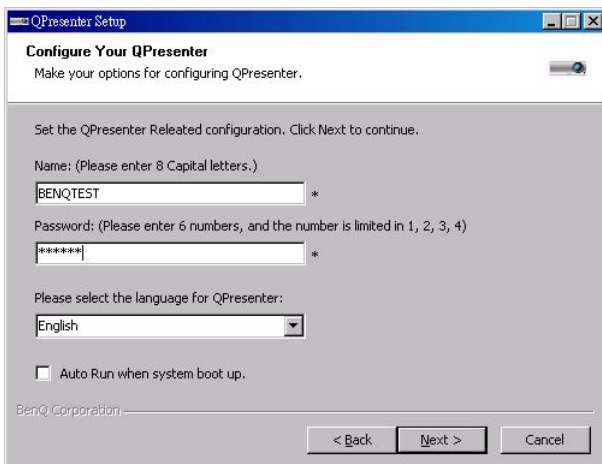 QPresenter Setup
Configure Your QPresenter
Make your options for configuring QPresenter.
Set the QPresenter Releated configuration. Click Next to continue.
Name: (Please enter 8 Capital letters.)
BENQTEST
*
Password: (Please enter 6 numbers, and the number is limited in 1, 2, 3, 4)
******
*
Please select the language for QPresenter:
English
Auto Run when system boot up.
BenQ Corporation
< Back Next > Cancel